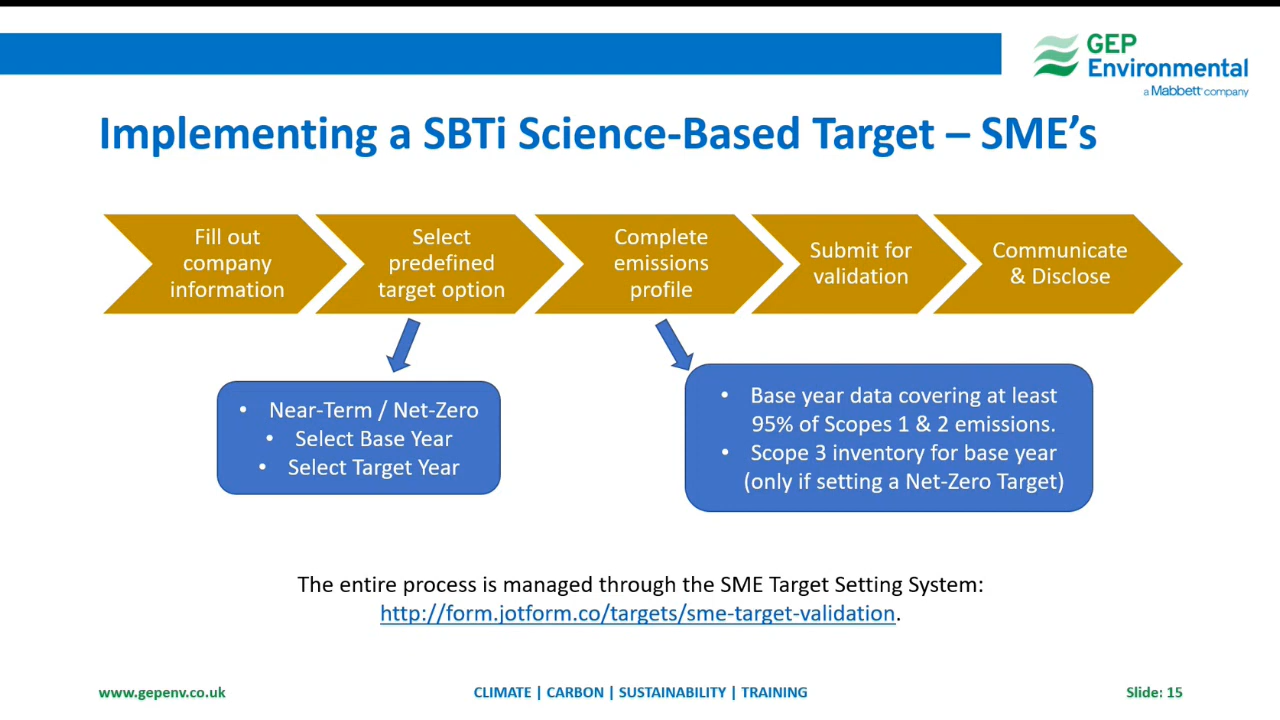 GEP
Environmental
a Mabbett company
Implementing a SBTi Science-Based Target – SME’s
Fill out
company
information
Select
predefined
target option
Complete
emissions
profile
Submit for
validation
Communicate
& Disclose
• Near-Term / Net-Zero
• Select Base Year
• Select Target Year
• Base year data covering at least
95% of Scopes 1 & 2 emissions.
• Scope 3 inventory for base year
(only if setting a Net-Zero Target)
The entire process is managed through the SME Target Setting System:
http://form.jotform.co/targets/sme-target-validation.
www.gepenv.co.uk
CLIMATE | CARBON | SUSTAINABILITY | TRAINING
Slide: 15